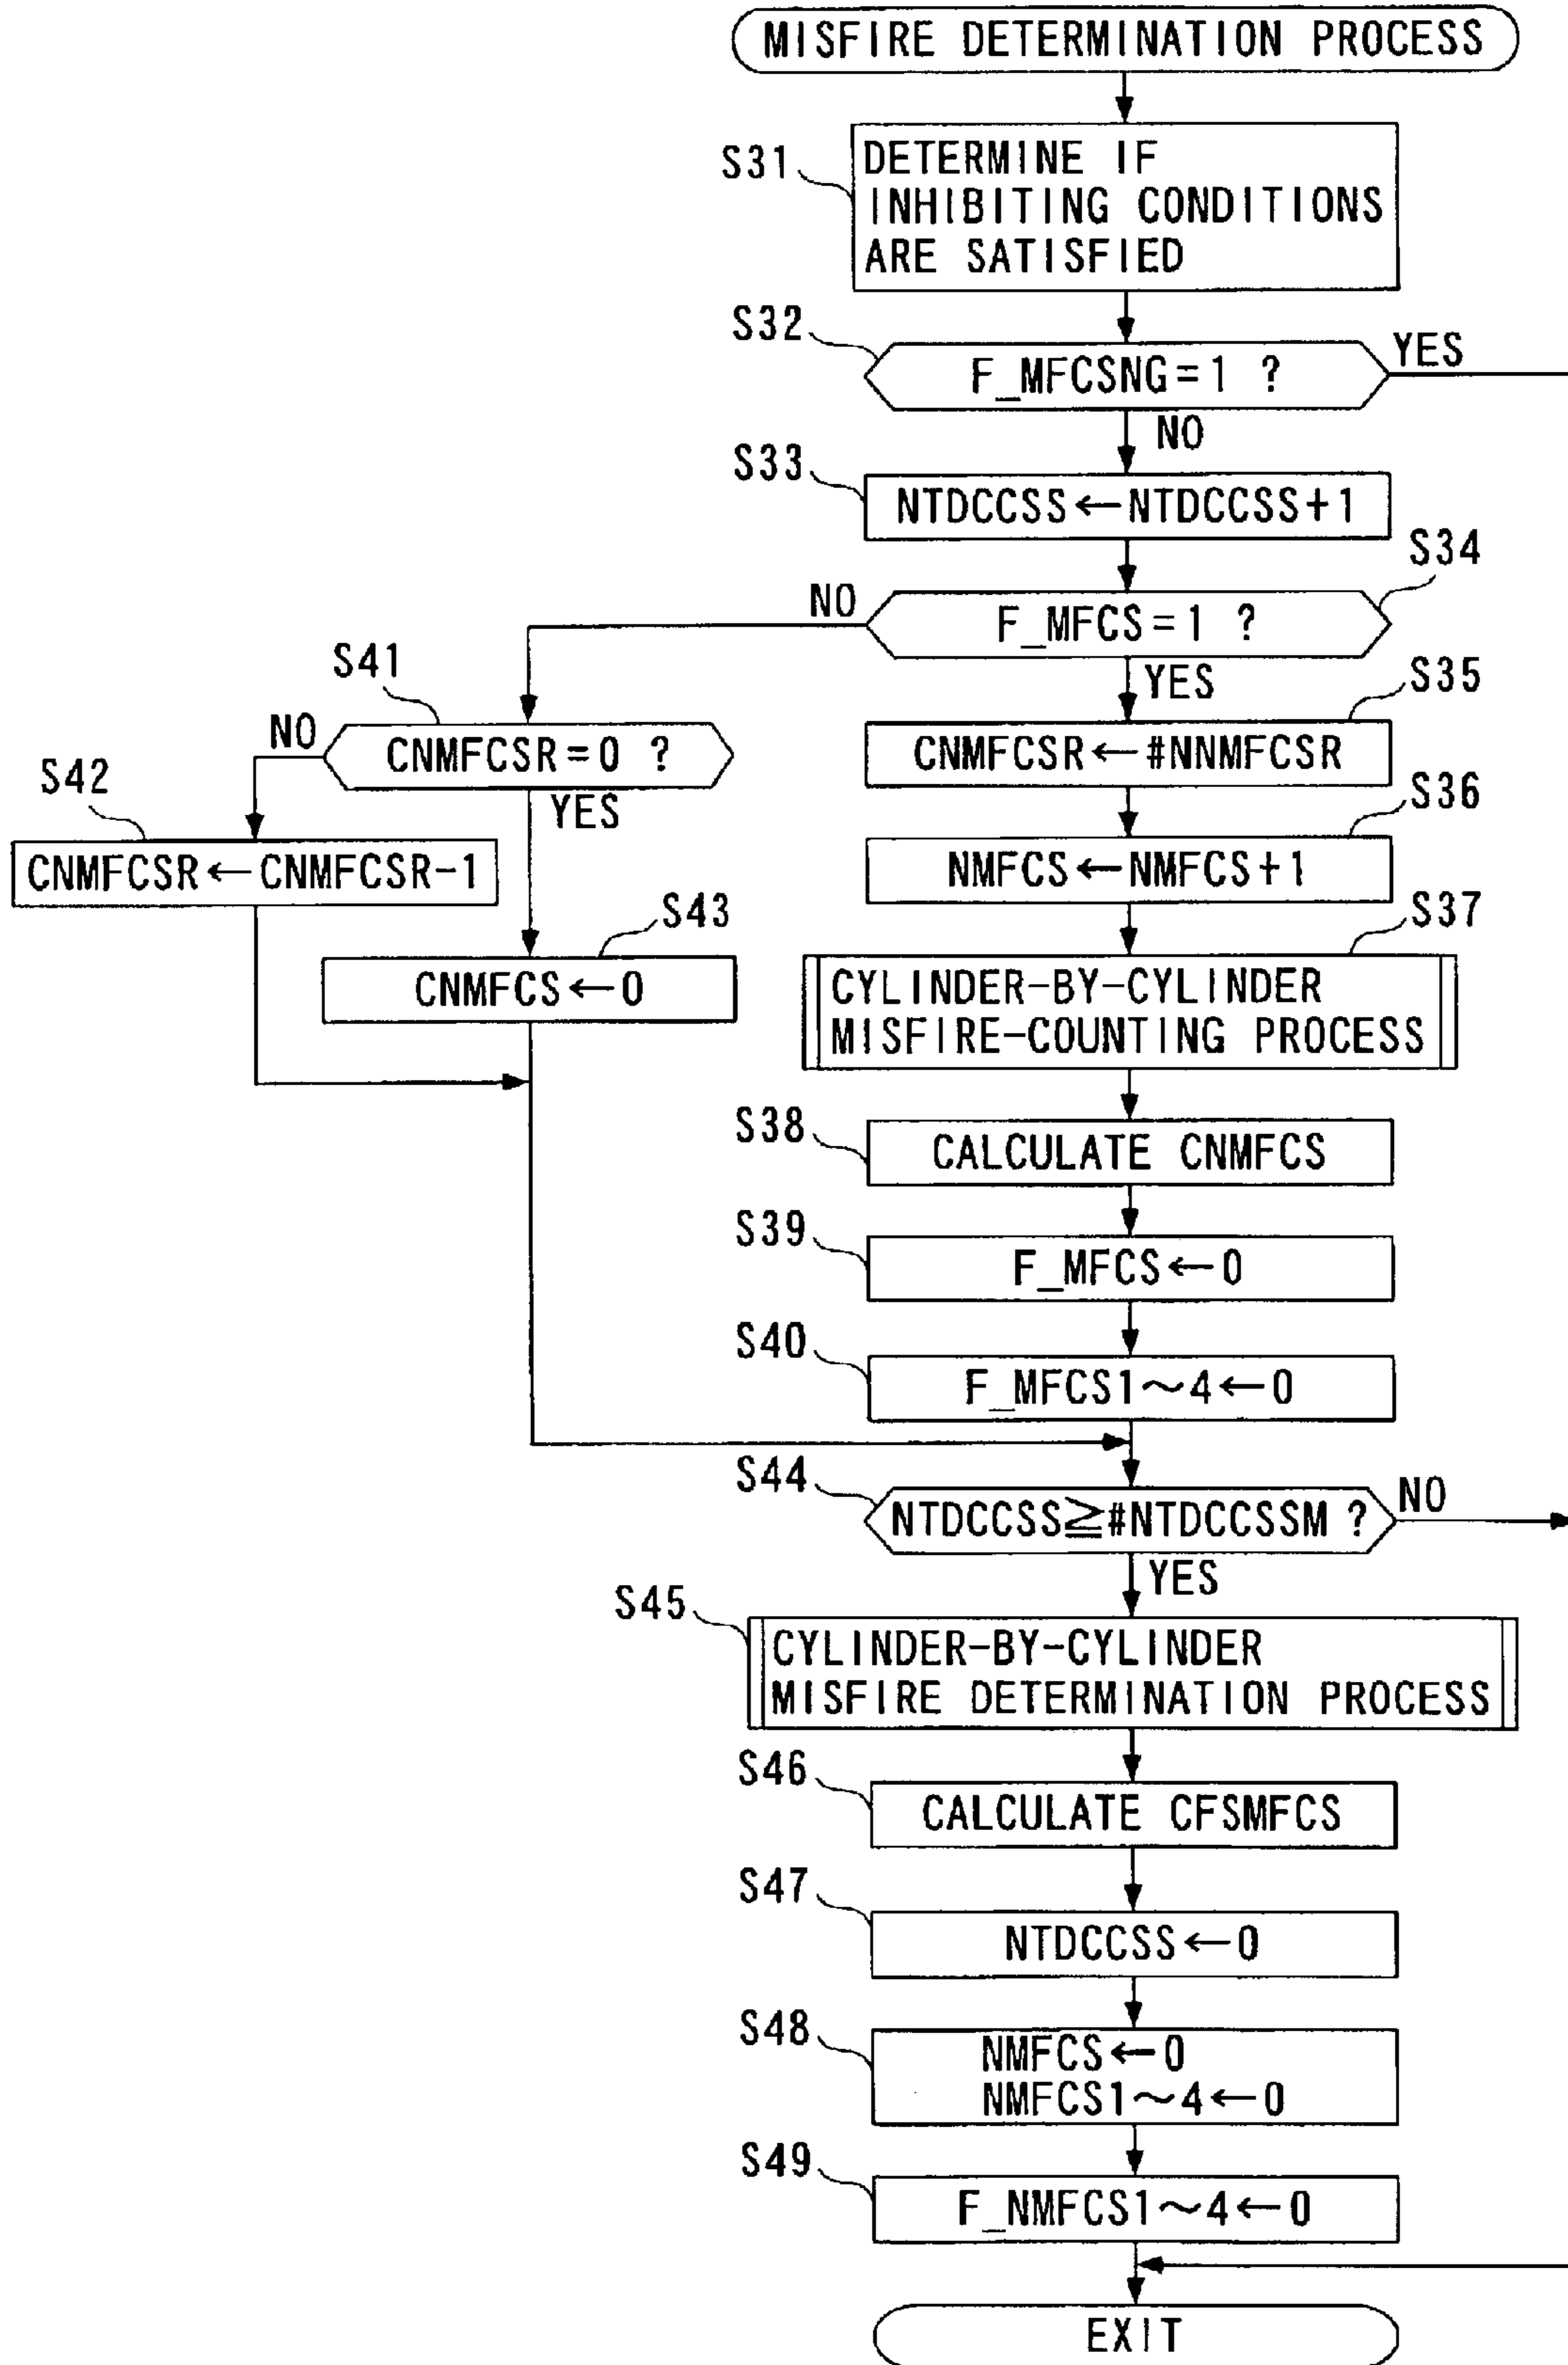 MISFIRE DETERMINATION PROCESS
S31
DETERMINE IF
INHIBITING CONDITIONS
ARE SATISFIED
S32
F_MFCSNG=1 ?
YES
NO
S33
NTDCCSS←NTDCCSS+1
S34
F_MFCS=1 ?
NO
YES
S41
CNMFCSR=0 ?
NO
YES
S35
CNMFCSR←#NNMFCSR
S42
CNMFCSR←CNMFCSR-1
S36
NMFCS←NMFCS+1
S43
CNMFCS←0
S37
CYLINDER-BY-CYLINDER
MISFIRE-COUNTING PROCESS
S38
CALCULATE CNMFCS
S39
F_MFCS←0
S40
F_MFCS1~4←0
S44
NTDCCSS≧#NTDCCSSM ?
NO
YES
S45
CYLINDER-BY-CYLINDER
MISFIRE DETERMINATION PROCESS
S46
CALCULATE CFSMFCS
S47
NTDCCSS←0
S48
NMFCS←0
NMFCS1~4←0
S49
F_NMFCS1~4←0
EXIT